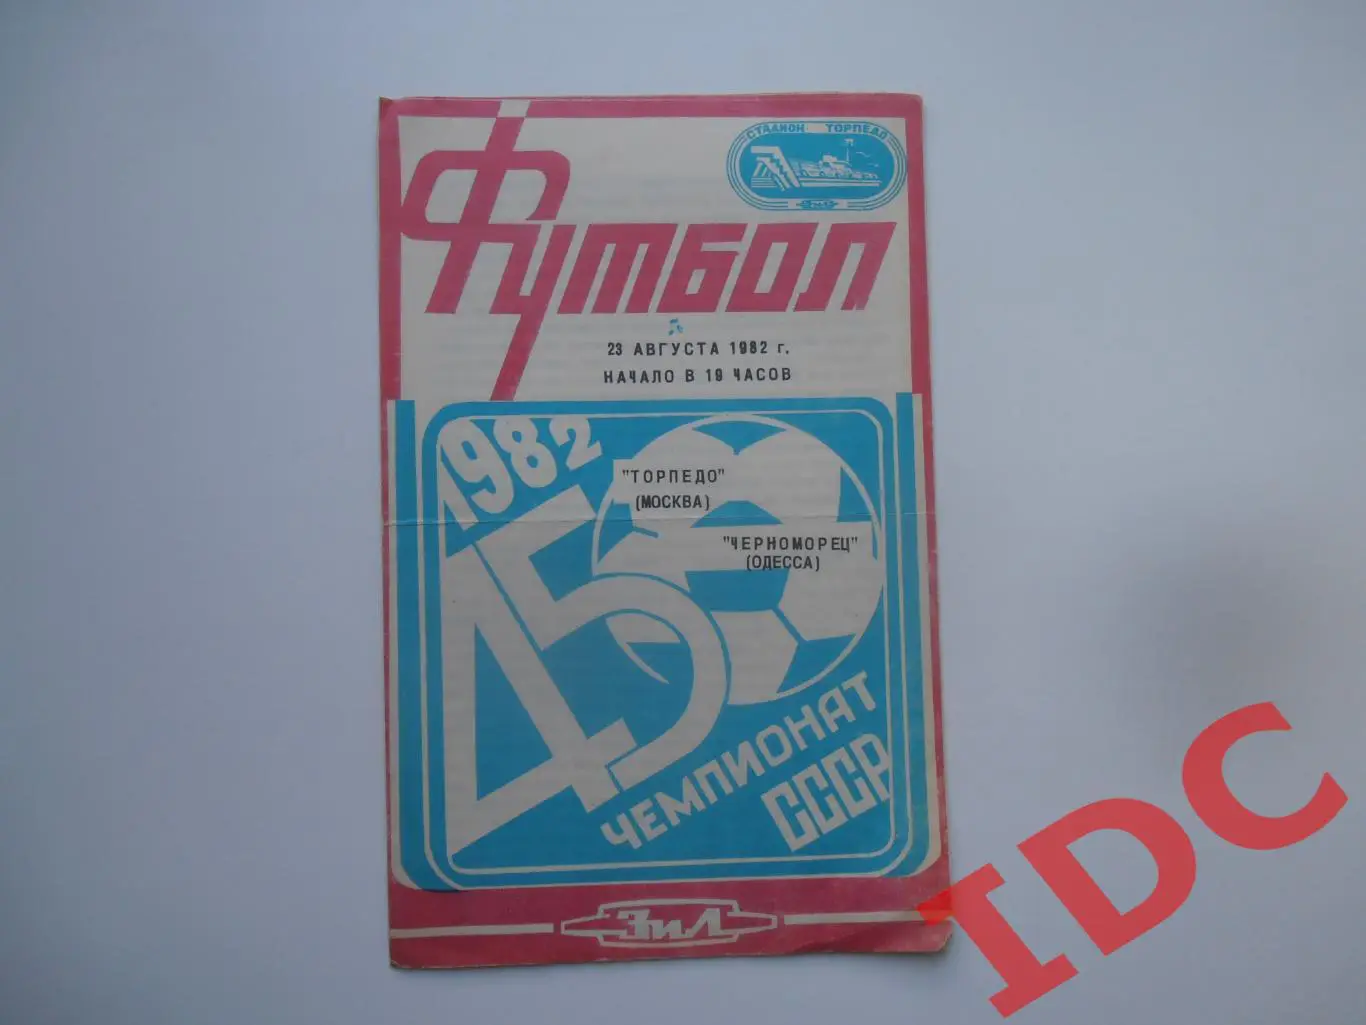 СТАДИОН ТОРПЕДО
ЗИЛ
Футбол
23 АВГУСТА 1982 г.
НАЧАЛО В 19 ЧАСОВ
1982
"ТОРПЕДО"
(МОСКВА)
"ЧЕРНОМОРЕЦ"
(ОДЕССА)
45
ЧЕМПИОНАТ
СССР
ЗиЛ
IDC